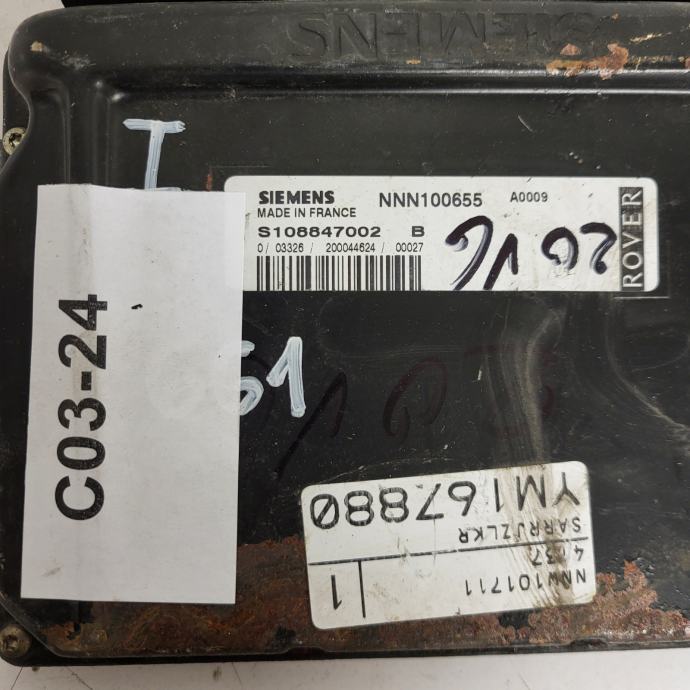 SIEMENS
SIEMENS NNN100655 A0009
MADE IN FRANCE
S108847002 B
0/ 03326 / 200044624 / 00027
ROVER
C03-24
61
YM167880
SARRJZLKR
4137
NNW101711
1